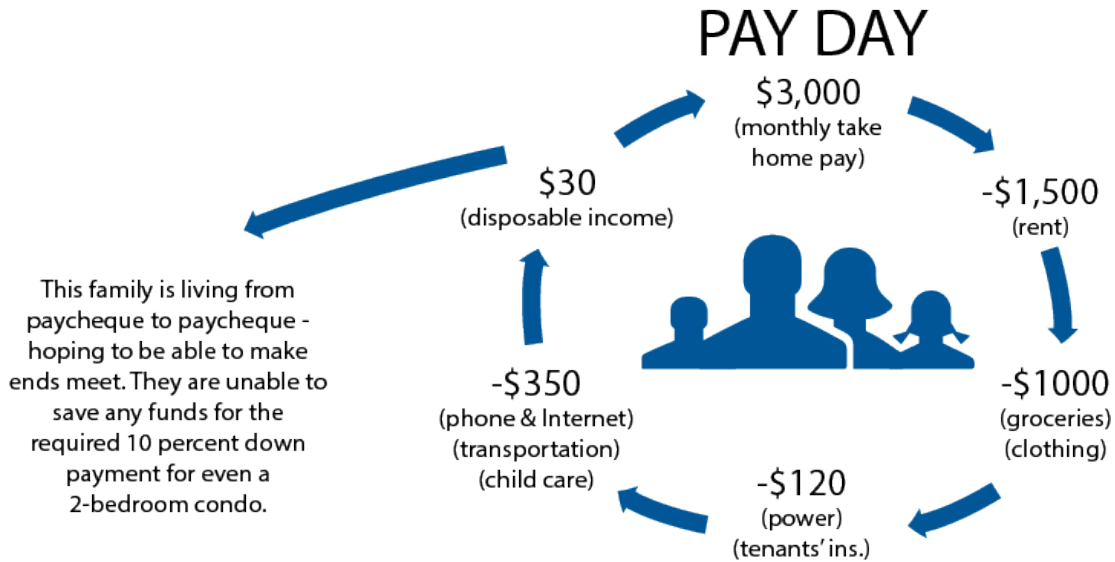 PAY DAY
$3,000
(monthly take
home pay)
-$1,500
(rent)
-$1000
(groceries)
(clothing)
-$120
(power)
(tenants' ins.)
-$350
(phone & Internet)
(transportation)
(child care)
$30
(disposable income)
This family is living from
paycheque to paycheque -
hoping to be able to make
ends meet. They are unable to
save any funds for the
required 10 percent down
payment for even a
2-bedroom condo.